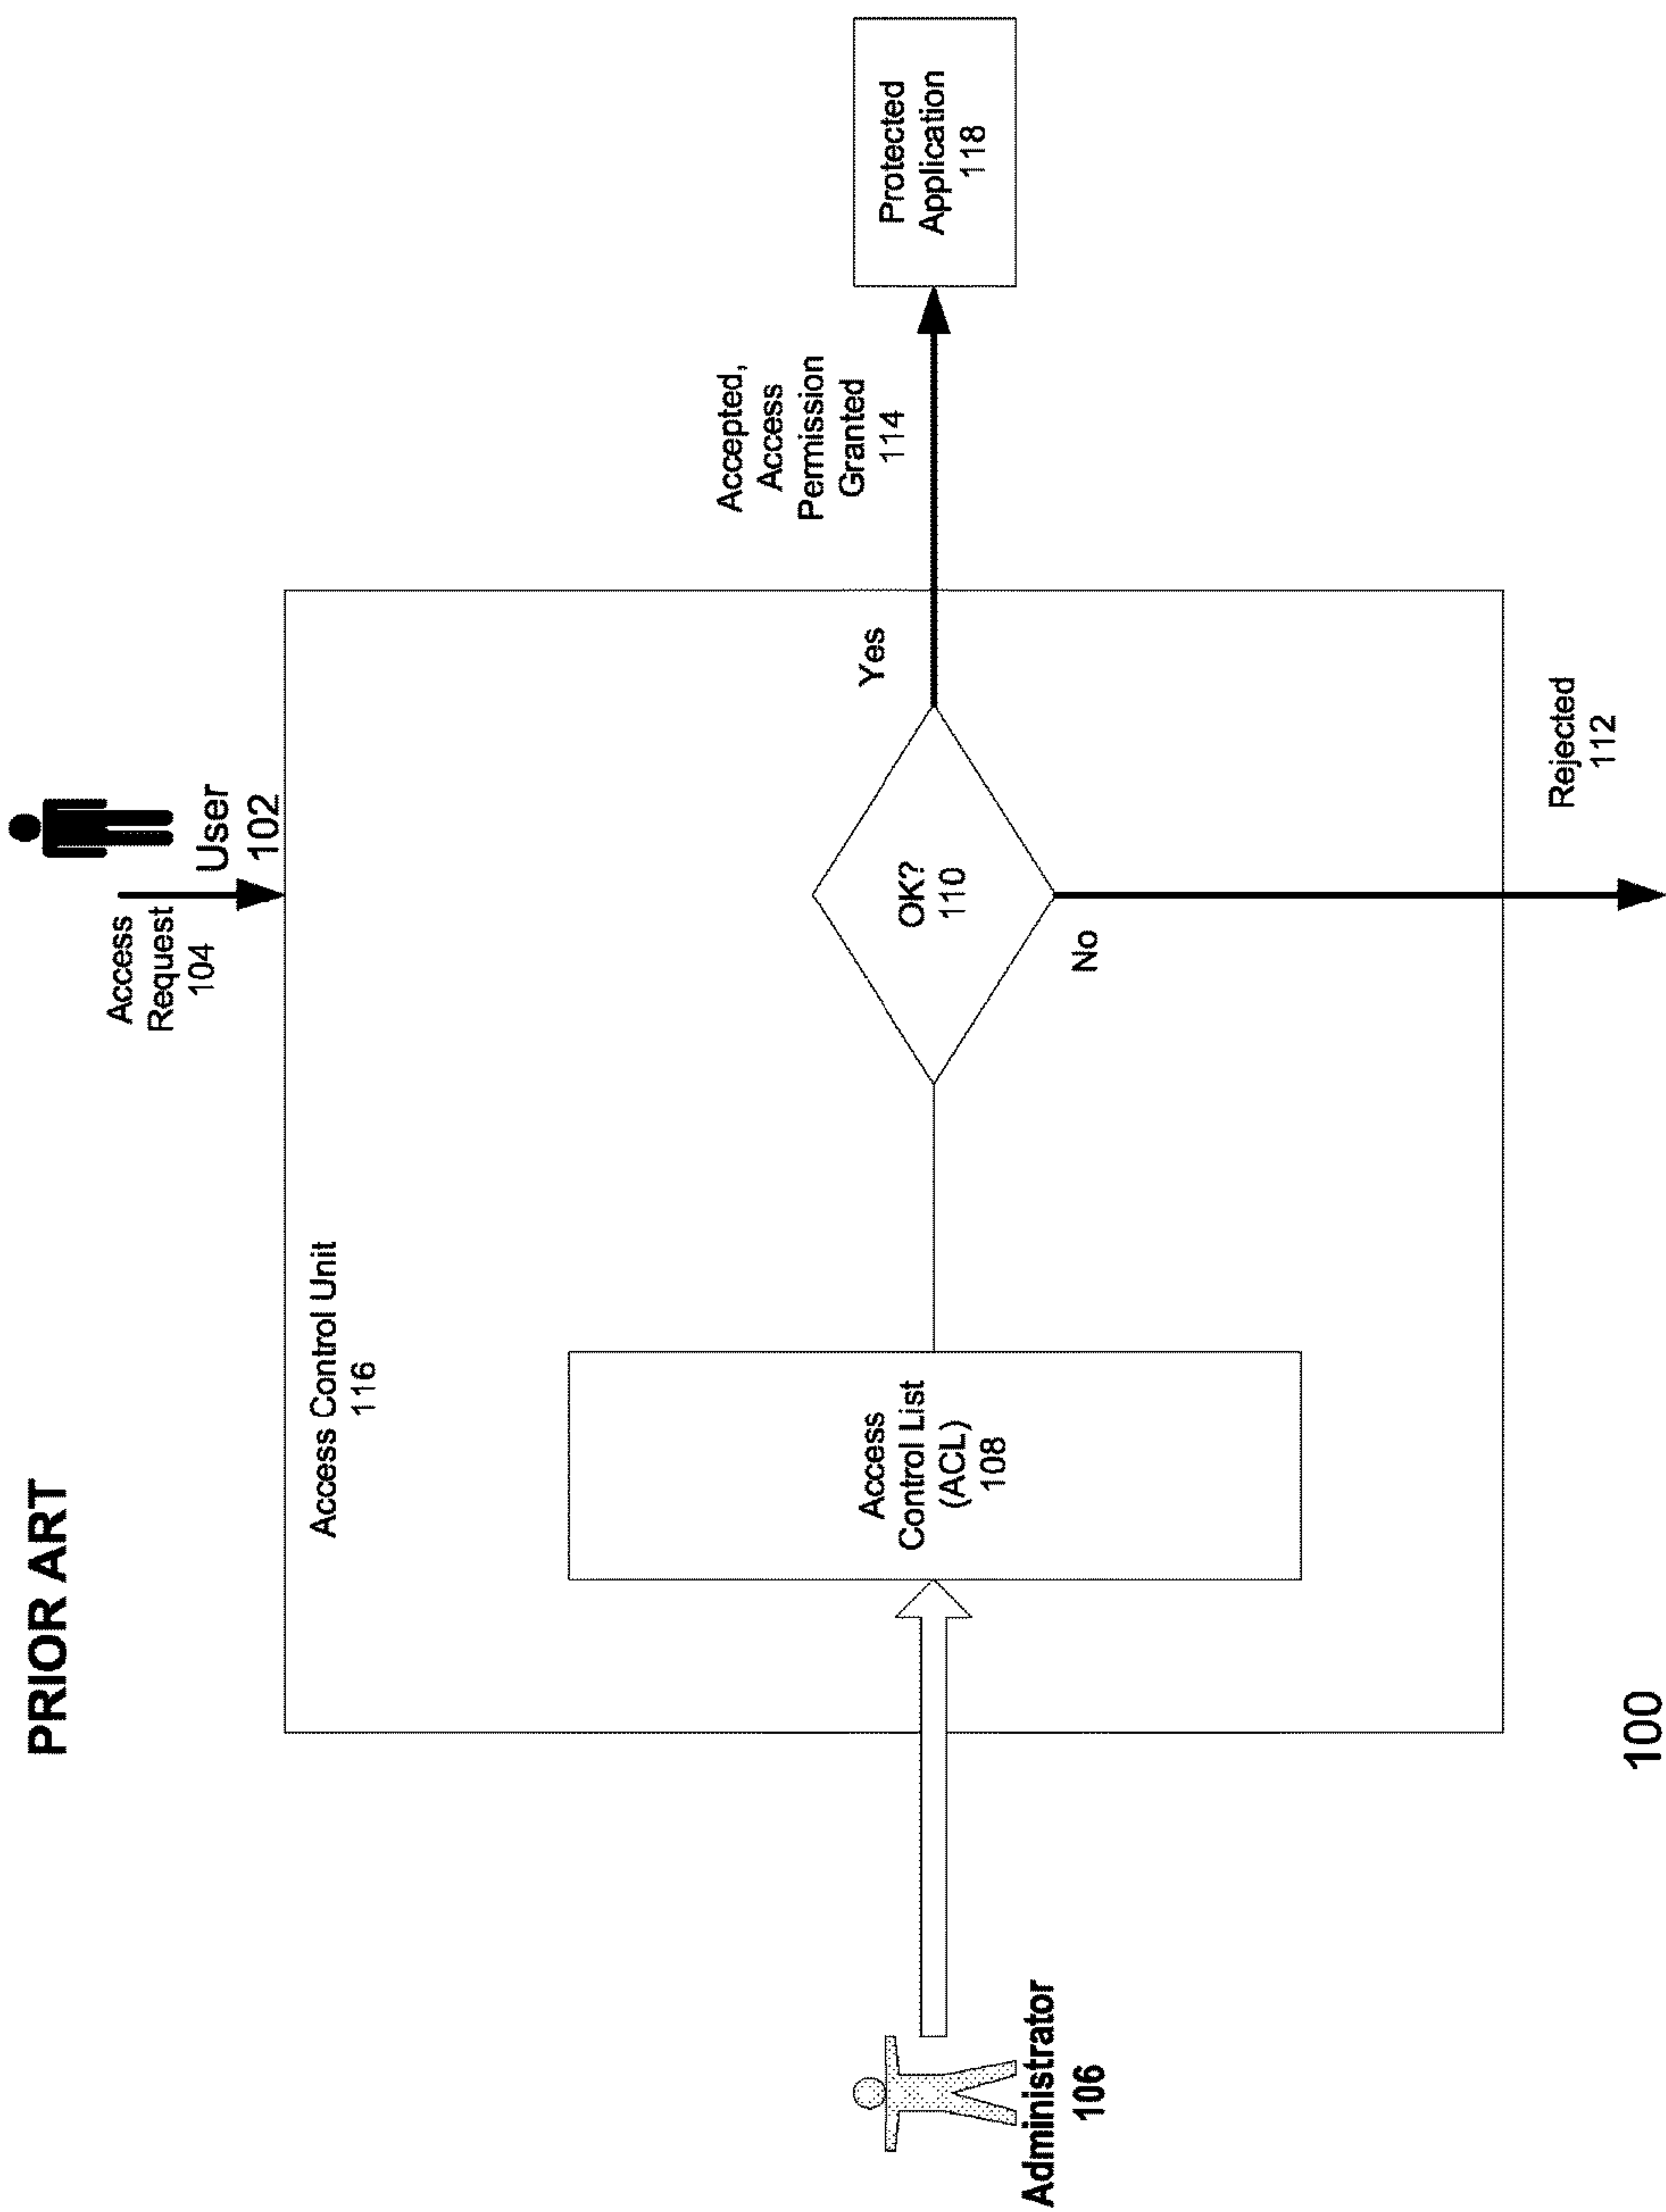 PRIOR ART
Access
Request
104
User
102
Access Control Unit
116
Access
Control List
(ACL)
108
OK?
110
Yes
No
Accepted,
Access
Permission
Granted
114
Protected
Application
118
Administrator
106
Rejected
112
100